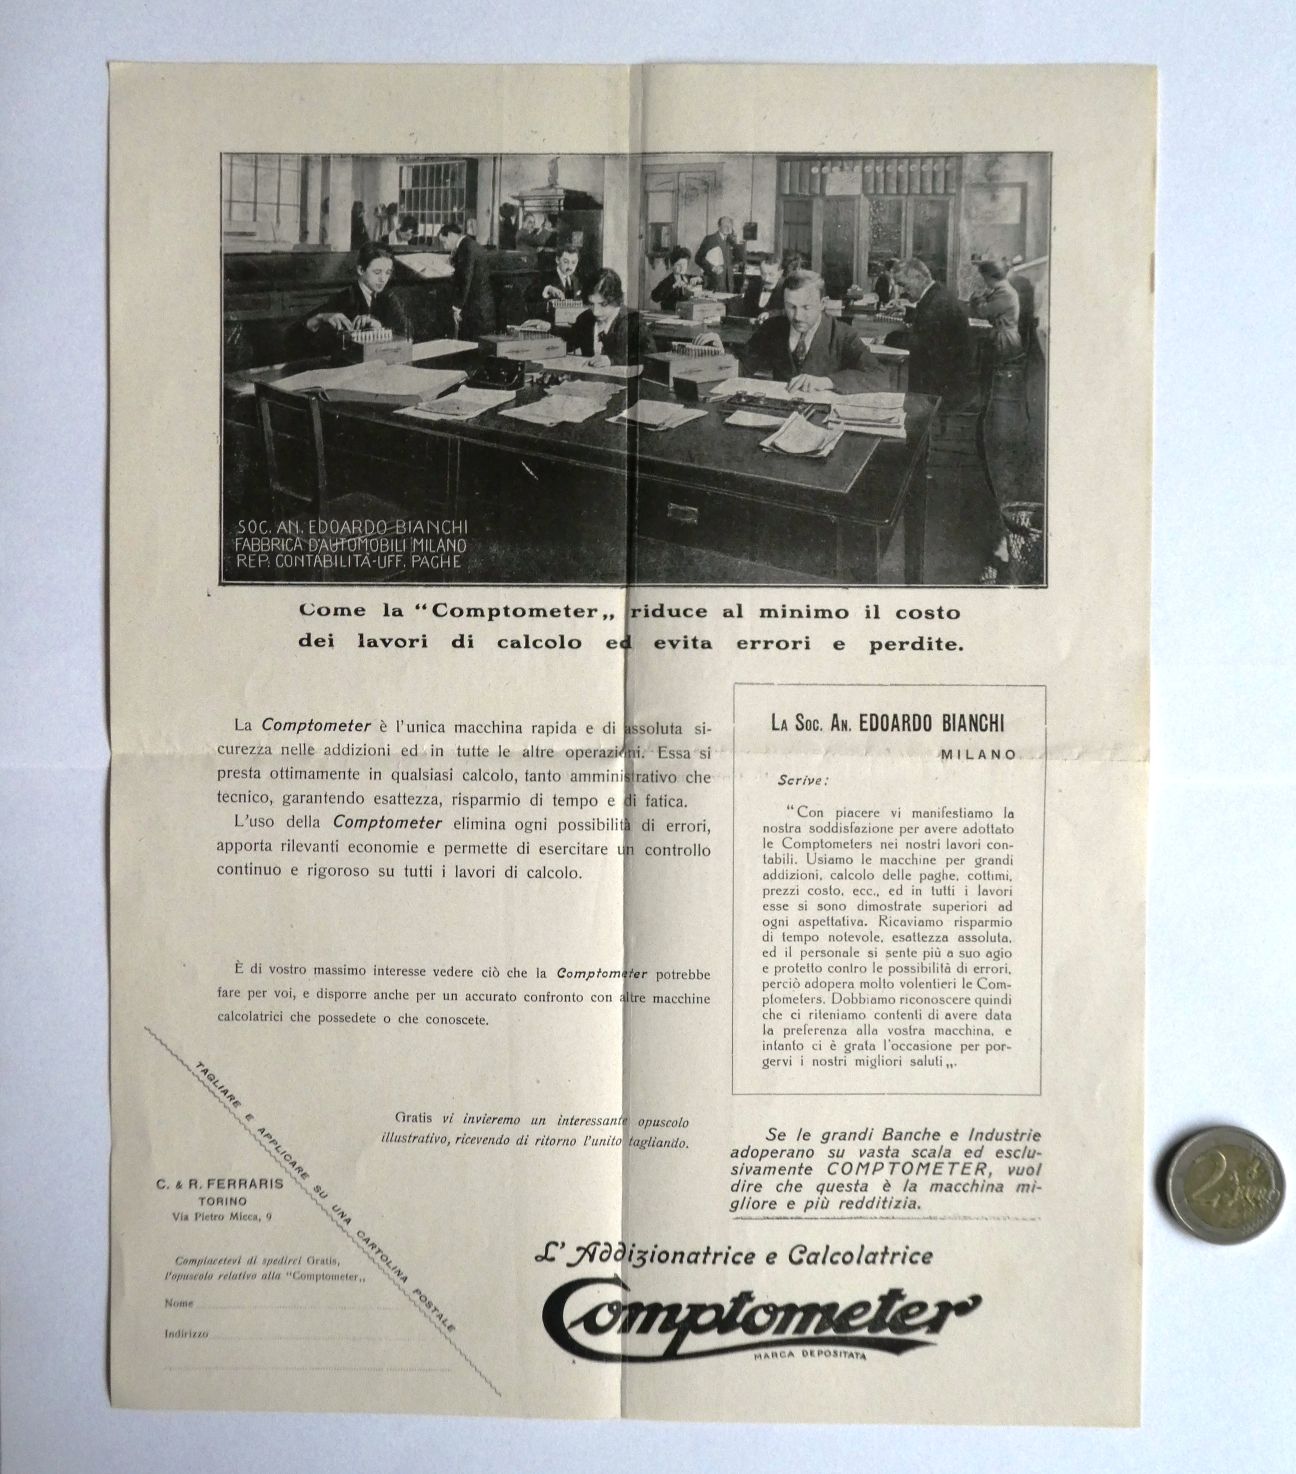 SOC. AN. EDOARDO BIANCHI
FABBRICA D'AUTOMOBILI MILANO
REP. CONTABILITÀ-UFF. PAGHE
Come la “Comptometer„ riduce al minimo il costo
dei lavori di calcolo ed evita errori e perdite.
La Comptometer è l'unica macchina rapida e di assoluta si-
curezza nelle addizioni ed in tutte le altre operazioni. Essa si
presta ottimamente in qualsiasi calcolo, tanto amministrativo che
tecnico, garantendo esattezza, risparmio di tempo e di fatica.
L'uso della Comptometer elimina ogni possibilità di errori,
apporta rilevanti economie e permette di esercitare un controllo
continuo e rigoroso su tutti i lavori di calcolo.
È di vostro massimo interesse vedere ciò che la Comptometer potrebbe
fare per voi, e disporre anche per un accurato confronto con altre macchine
calcolatrici che possedete o che conoscete.
Gratis vi invieremo un interessante opuscolo
illustrativo, ricevendo di ritorno l'unito tagliando.
LA SOC. AN. EDOARDO BIANCHI
MILANO
Scrive:
“Con piacere vi manifestiamo la
nostra soddisfazione per avere adottato
le Comptometers nei nostri lavori con-
tabili. Usiamo le macchine per grandi
addizioni, calcolo delle paghe, cottimi,
prezzi costo, ecc., ed in tutti i lavori
esse si sono dimostrate superiori ad
ogni aspettativa. Ricaviamo risparmio
di tempo notevole, esattezza assoluta,
ed il personale si sente più a suo agio
e protetto contro le possibilità di errori,
perciò adopera molto volentieri le Com-
ptometers. Dobbiamo riconoscere quindi
che ci riteniamo contenti di avere data
la preferenza alla vostra macchina, e
intanto ci è grata l'occasione per por-
gervi i nostri migliori saluti„.
Se le grandi Banche e Industrie
adoperano su vasta scala ed esclu-
sivamente COMPTOMETER, vuol
dire che questa è la macchina mi-
gliore e più redditizia.
TAGLIARE E APPLICARE SU UNA CARTOLINA POSTALE
C. & R. FERRARIS
TORINO
Via Pietro Micca, 9
Compiacetevi di spedirci Gratis,
l'opuscolo relativo alla “Comptometer„
Nome
Indirizzo
L'Addizionatrice e Calcolatrice
Comptometer
MARCA DEPOSITATA
2 EURO